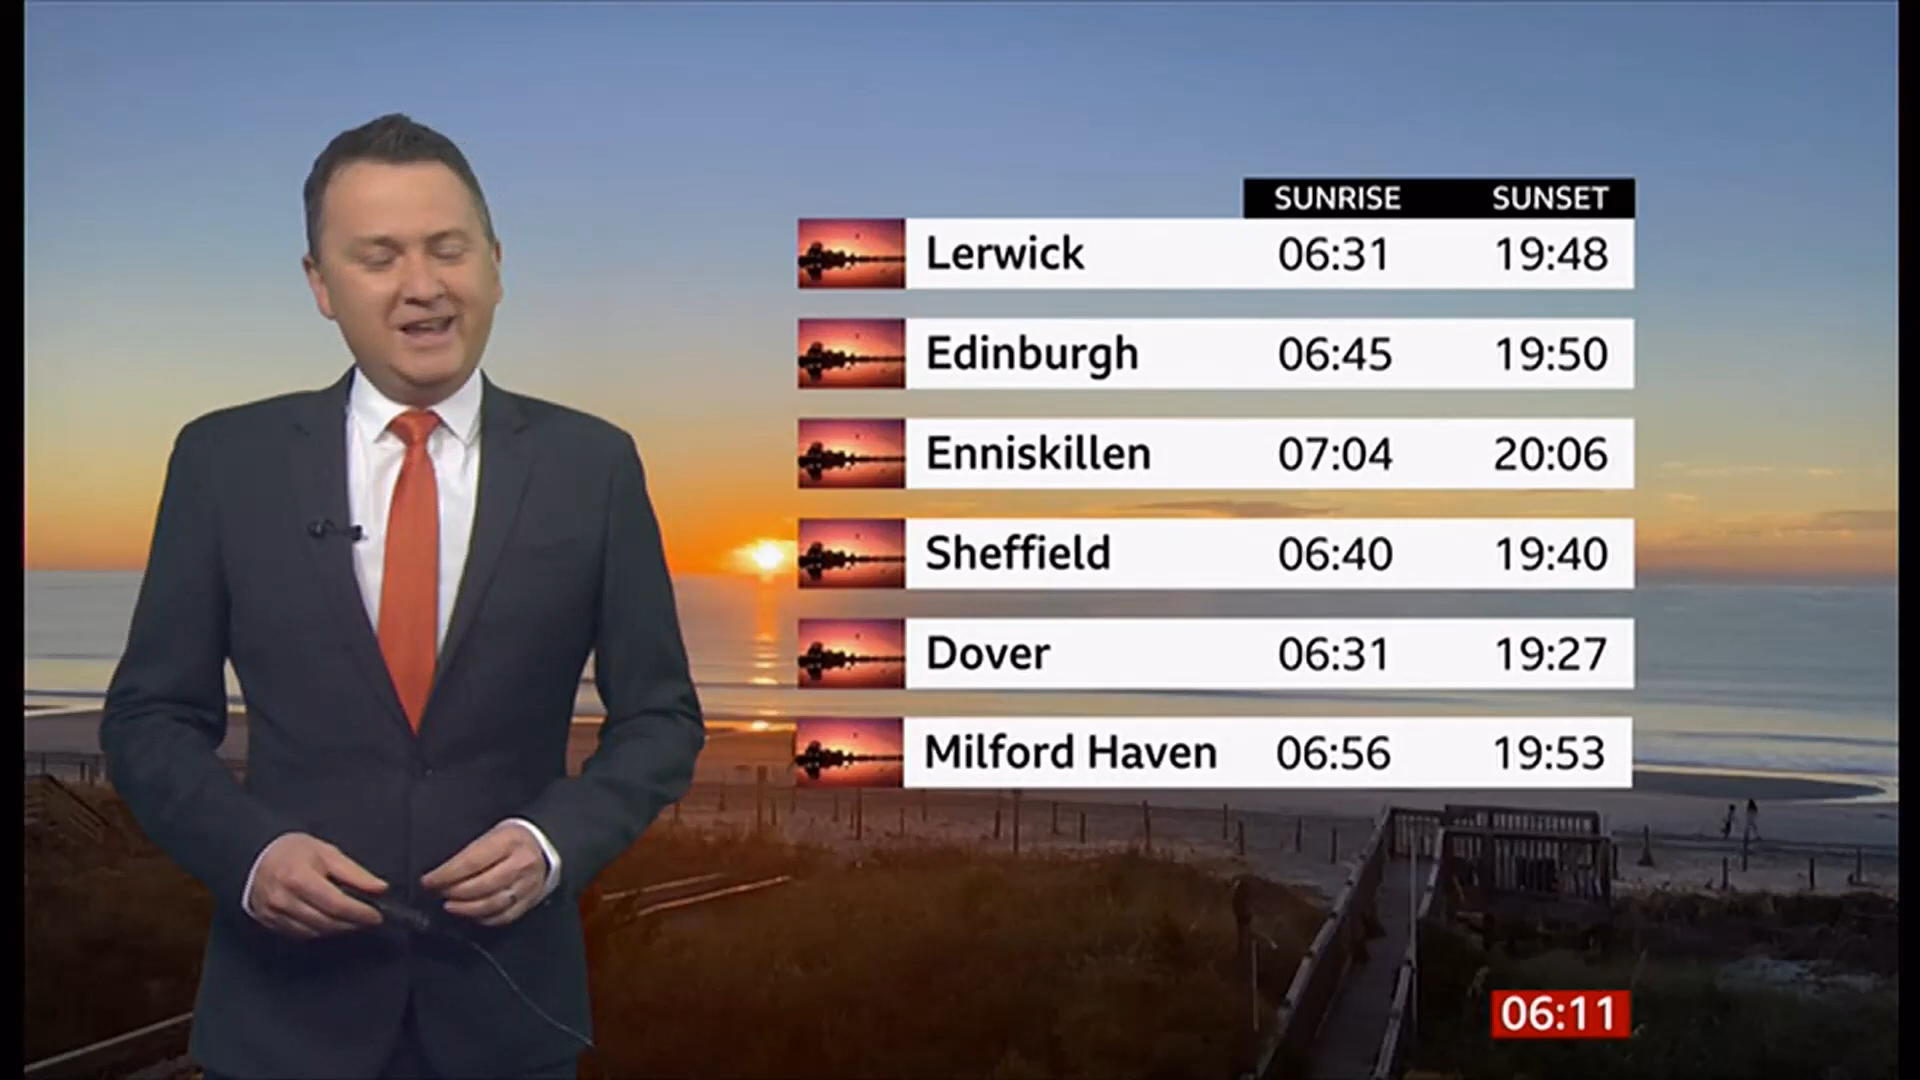 SUNRISE SUNSET
Lerwick 06:31 19:48
Edinburgh 06:45 19:50
Enniskillen 07:04 20:06
Sheffield 06:40 19:40
Dover 06:31 19:27
Milford Haven 06:56 19:53
06:11